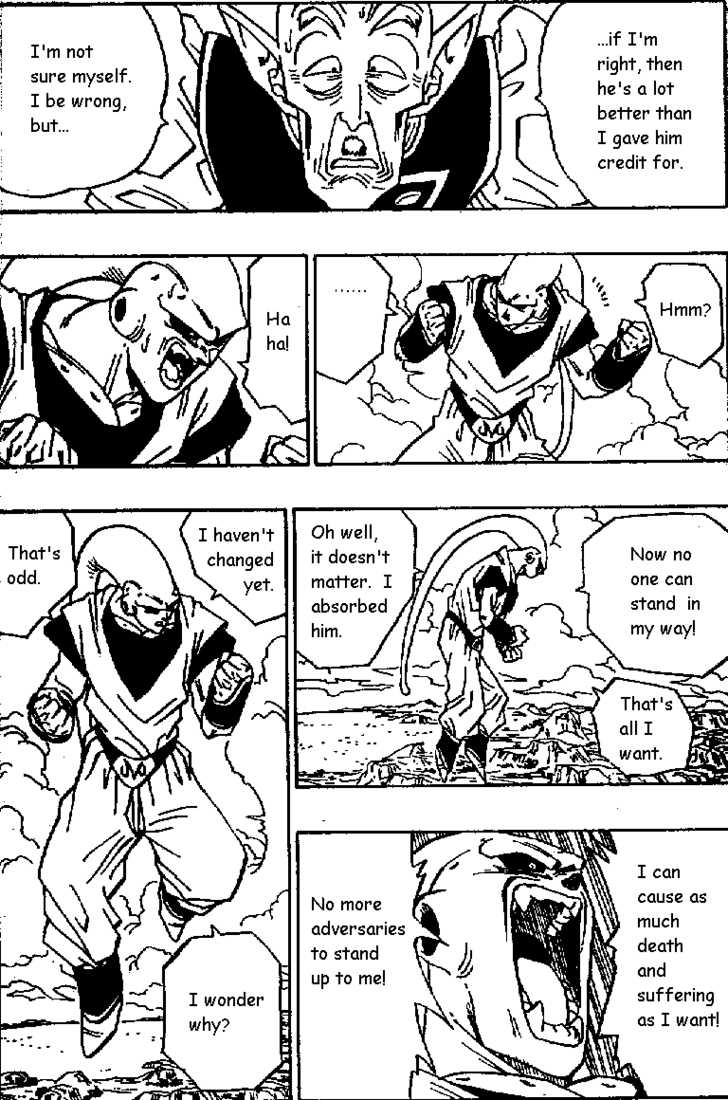 ...if I'm
right, then
he's a lot
better than
I gave him
credit for.
I'm not
sure myself.
I be wrong,
but...
Hmm?
......
Ha
ha!
Now no
one can
stand in
my way!
That's
all I
want.
Oh well,
it doesn't
matter. I
absorbed
him.
I haven't
changed
yet.
That's
odd.
I wonder
why?
I can
cause as
much
death
and
suffering
as I want!
No more
adversaries
to stand
up to me!